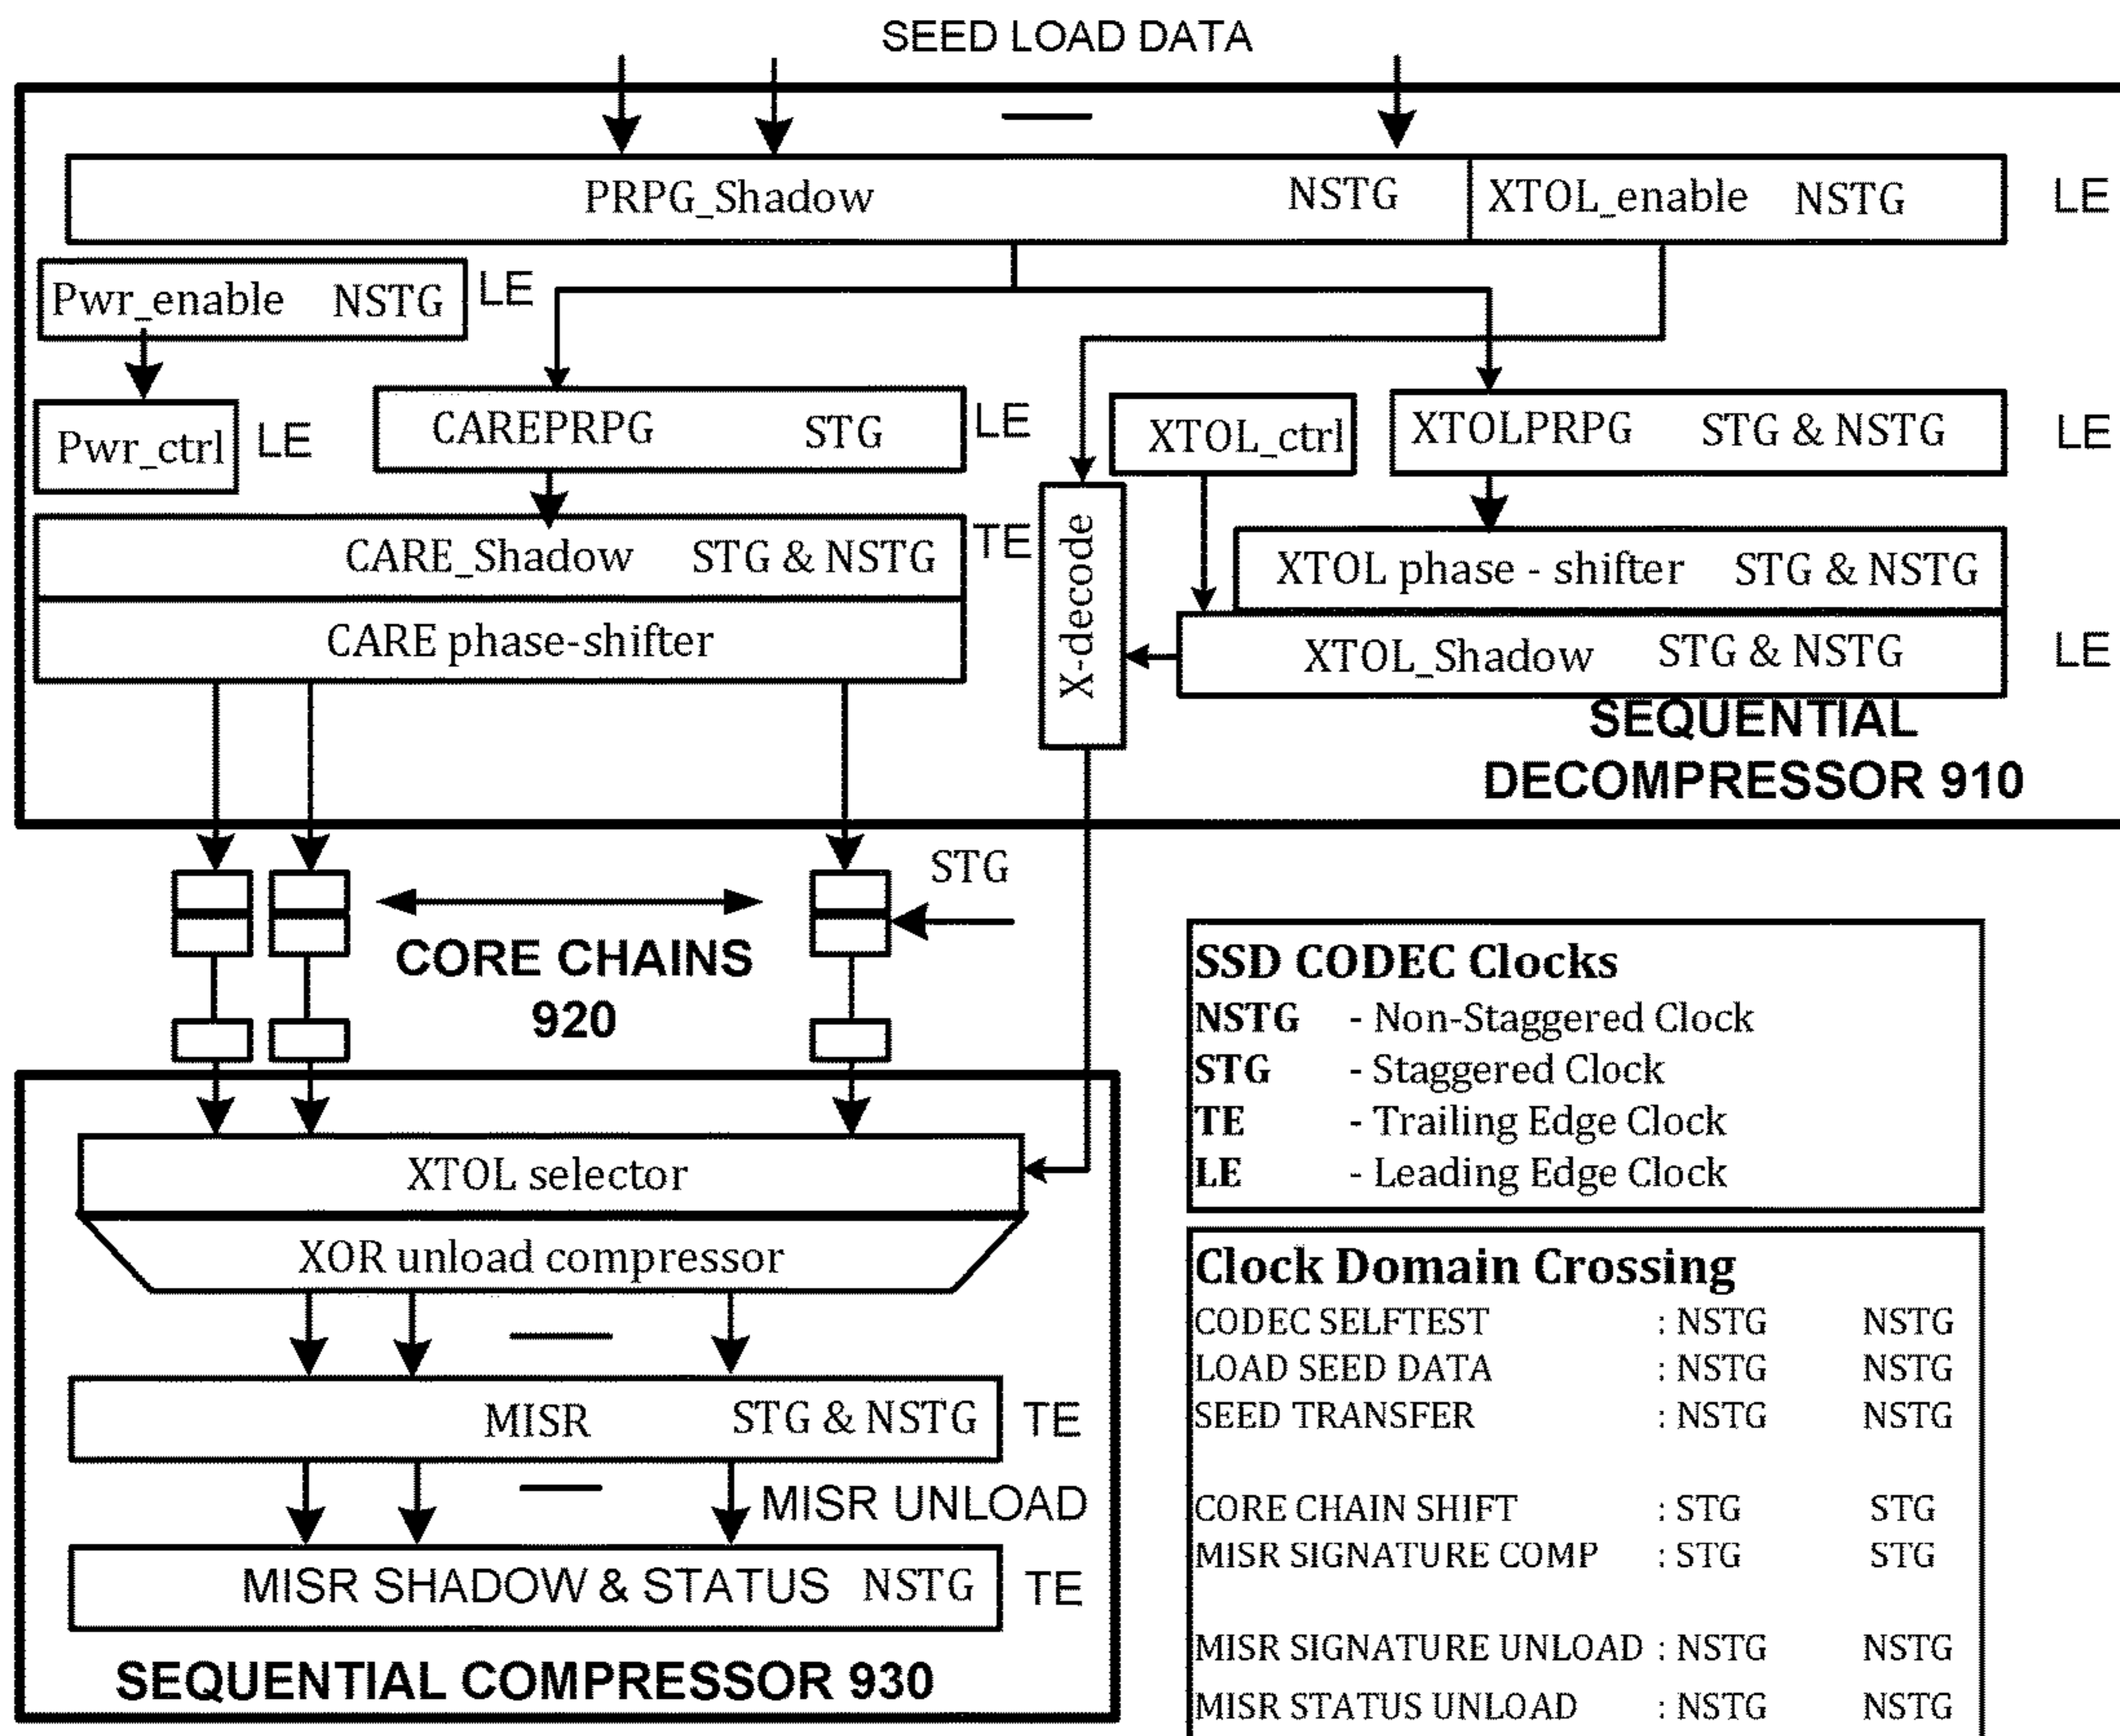 SEED LOAD DATA
PRPG_Shadow NSTG XTOL_enable NSTG LE
Pwr_enable NSTG LE
Pwr_ctrl LE
CAREPRPG STG LE
XTOL_ctrl
XTOLPRPG STG & NSTG LE
CARE_Shadow STG & NSTG TE
CARE phase-shifter
X-decode
XTOL phase - shifter STG & NSTG
XTOL_Shadow STG & NSTG LE
SEQUENTIAL
DECOMPRESSOR 910
STG
CORE CHAINS
920
XTOL selector
XOR unload compressor
MISR STG & NSTG TE
MISR UNLOAD
MISR SHADOW & STATUS NSTG TE
SEQUENTIAL COMPRESSOR 930
SSD CODEC Clocks
NSTG - Non-Staggered Clock
STG - Staggered Clock
TE - Trailing Edge Clock
LE - Leading Edge Clock
Clock Domain Crossing
CODEC SELFTEST : NSTG NSTG
LOAD SEED DATA : NSTG NSTG
SEED TRANSFER : NSTG NSTG
CORE CHAIN SHIFT : STG STG
MISR SIGNATURE COMP : STG STG
MISR SIGNATURE UNLOAD : NSTG NSTG
MISR STATUS UNLOAD : NSTG NSTG